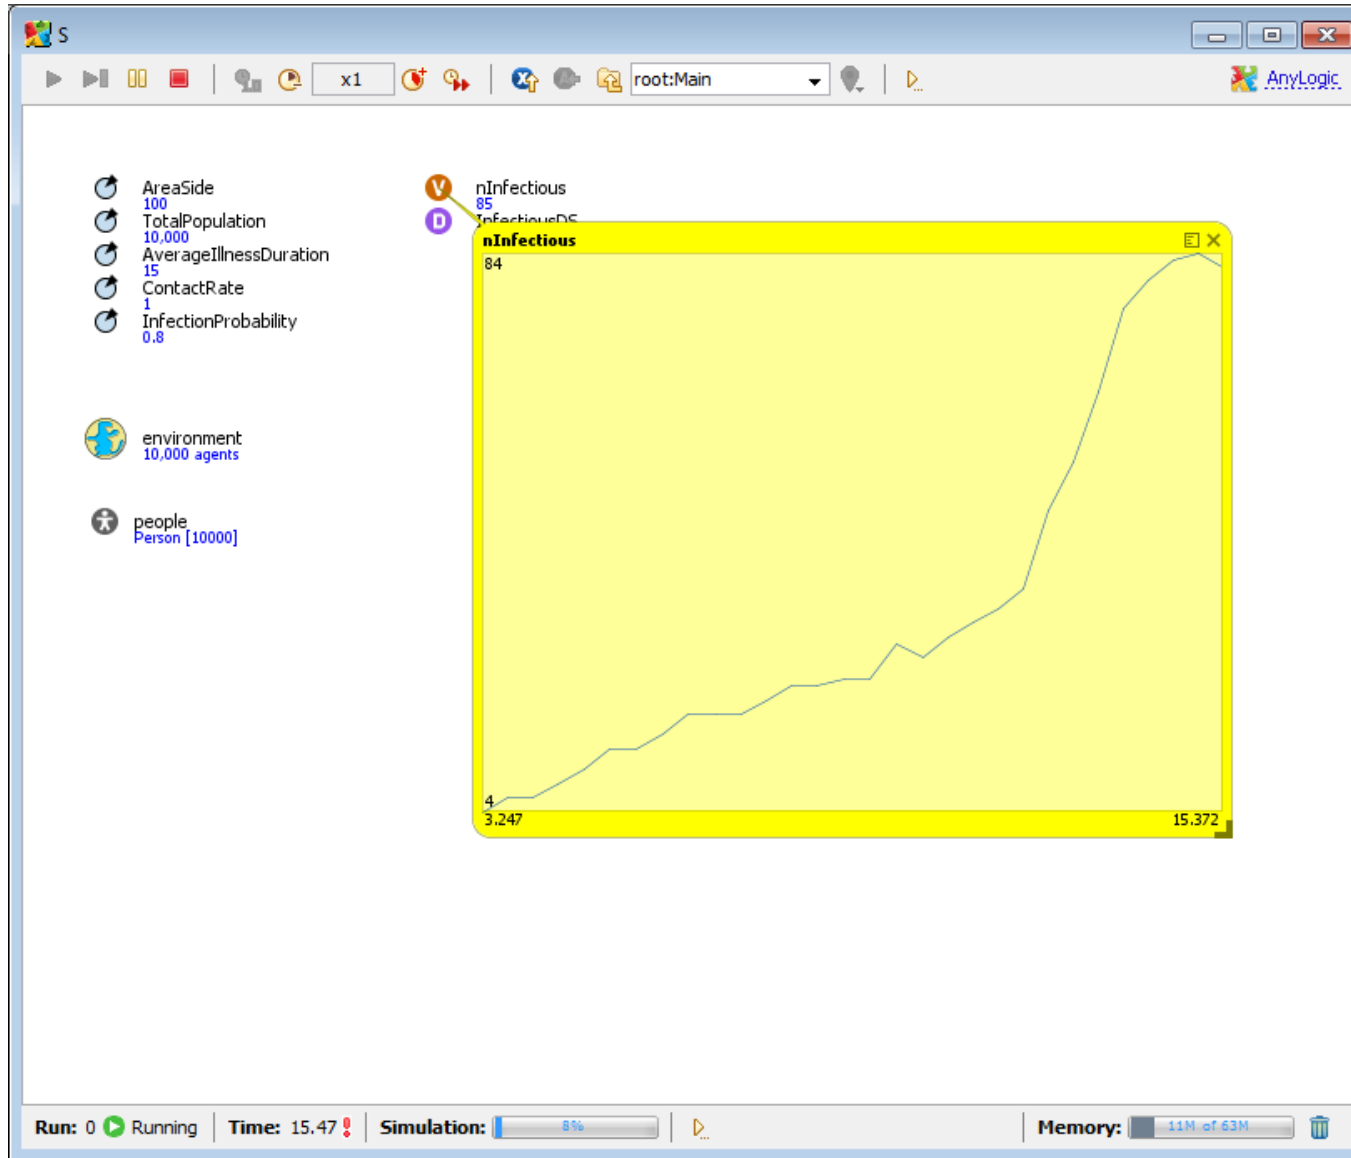 S
x1
root:Main
AnyLogic
AreaSide
100
TotalPopulation
10,000
AverageIllnessDuration
15
ContactRate
1
InfectionProbability
0.8
environment
10,000 agents
people
Person [10000]
nInfectious
85
InfectiousDS
nInfectious
84
4
3.247 15.372
Run: 0 Running Time: 15.47 Simulation: 8% Memory: 11M of 63M